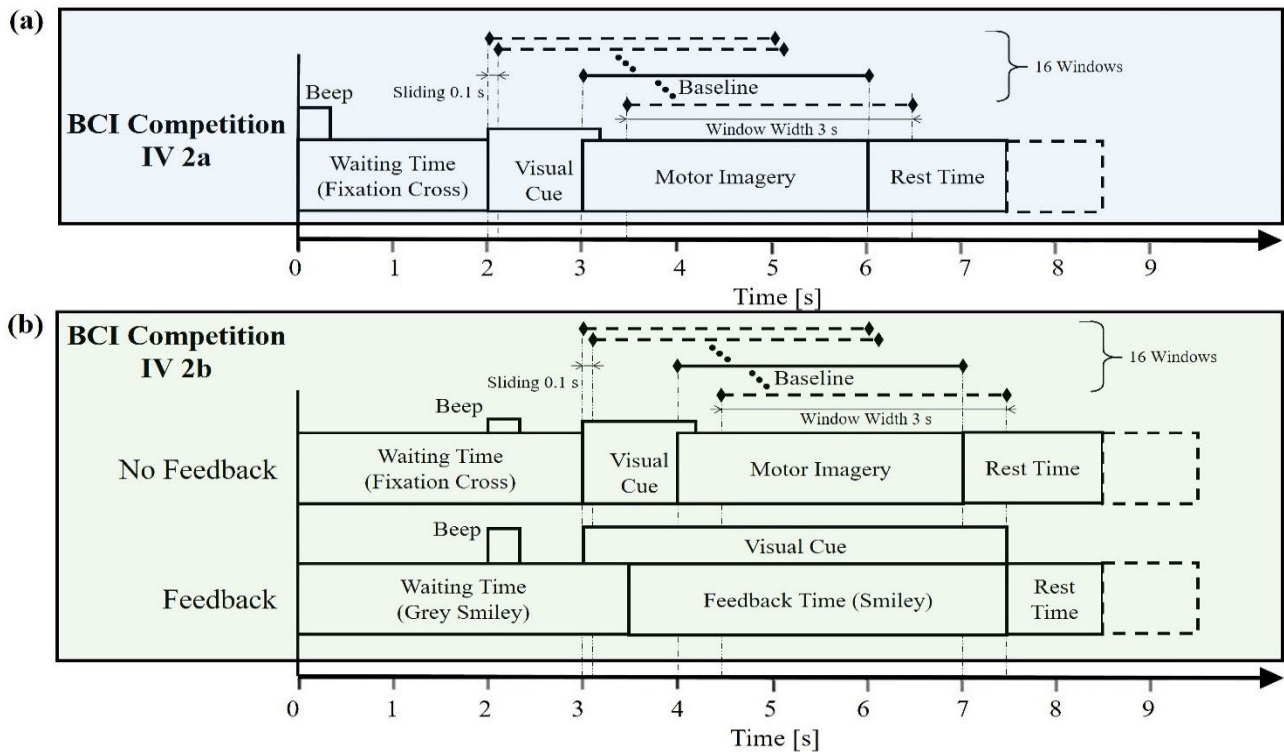 (a)
BCI Competition
IV 2a
Beep
Sliding 0.1 s
Baseline
16 Windows
Window Width 3 s
Waiting Time
(Fixation Cross)
Visual
Cue
Motor Imagery
Rest Time
0 1 2 3 4 5 6 7 8 9
Time [s]
(b)
BCI Competition
IV 2b
Sliding 0.1 s
Baseline
16 Windows
Window Width 3 s
Beep
No Feedback
Waiting Time
(Fixation Cross)
Visual
Cue
Motor Imagery
Rest Time
Beep
Visual Cue
Feedback
Waiting Time
(Grey Smiley)
Feedback Time (Smiley)
Rest
Time
0 1 2 3 4 5 6 7 8 9
Time [s]